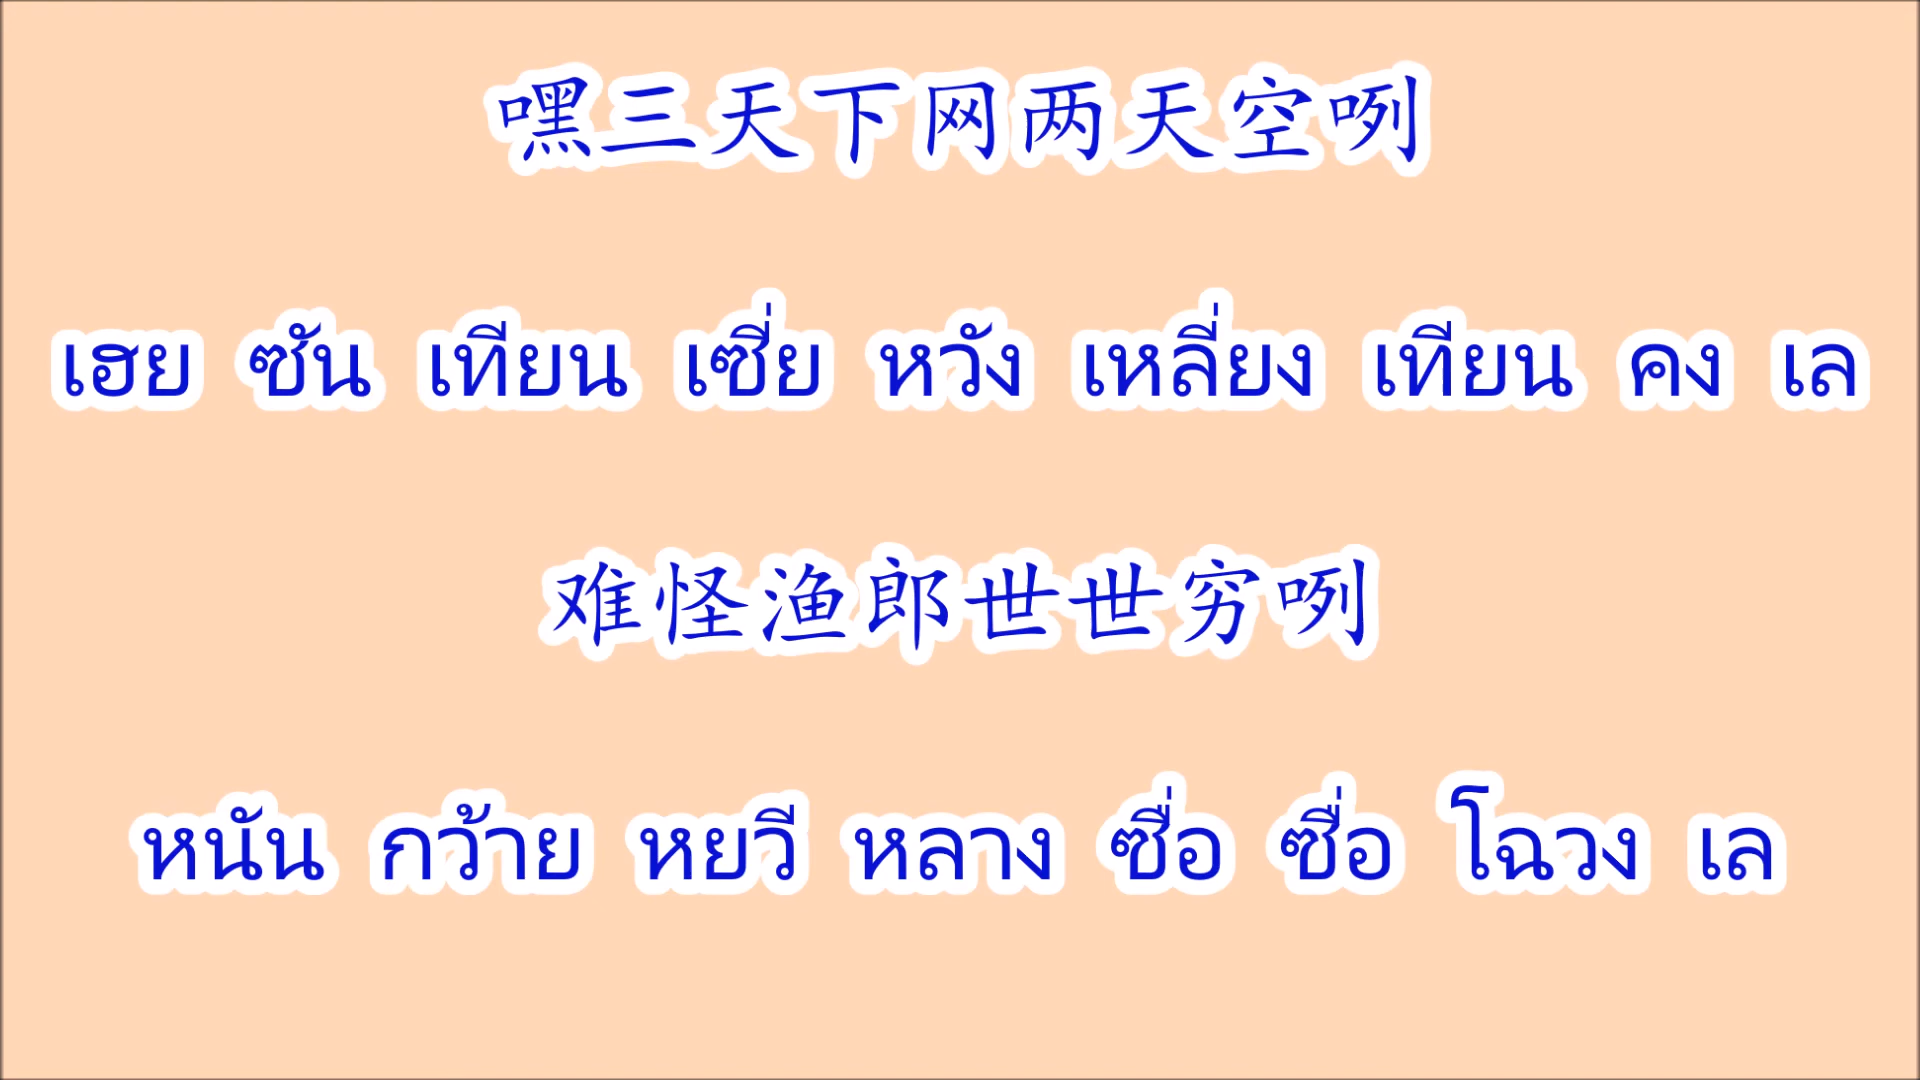 嘿三天下网两天空咧
เฮย ซัน เทียน เซี่ย หวัง เหลี่ยง เทียน คง เล
难怪渔郎世世穷咧
หนัน กว้าย หยวี หลาง ซื่อ ซื่อ โฉวง เล